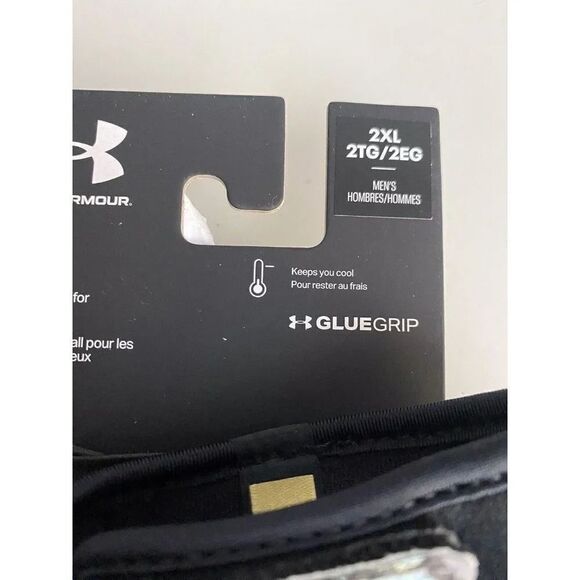 2XL
2TG/2EG
MEN'S
HOMBRES/HOMMES
RMOUR®
Keeps you cool
Pour rester au frais
for
GLUEGRIP
all pour les
eux